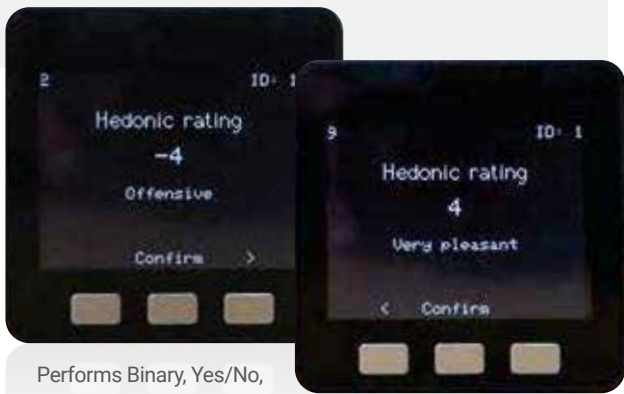 2 ID: 1
Hedonic rating
-4
Offensive
Confirm >
9 ID: 1
Hedonic rating
4
Very pleasant
< Confirm
Performs Binary, Yes/No,